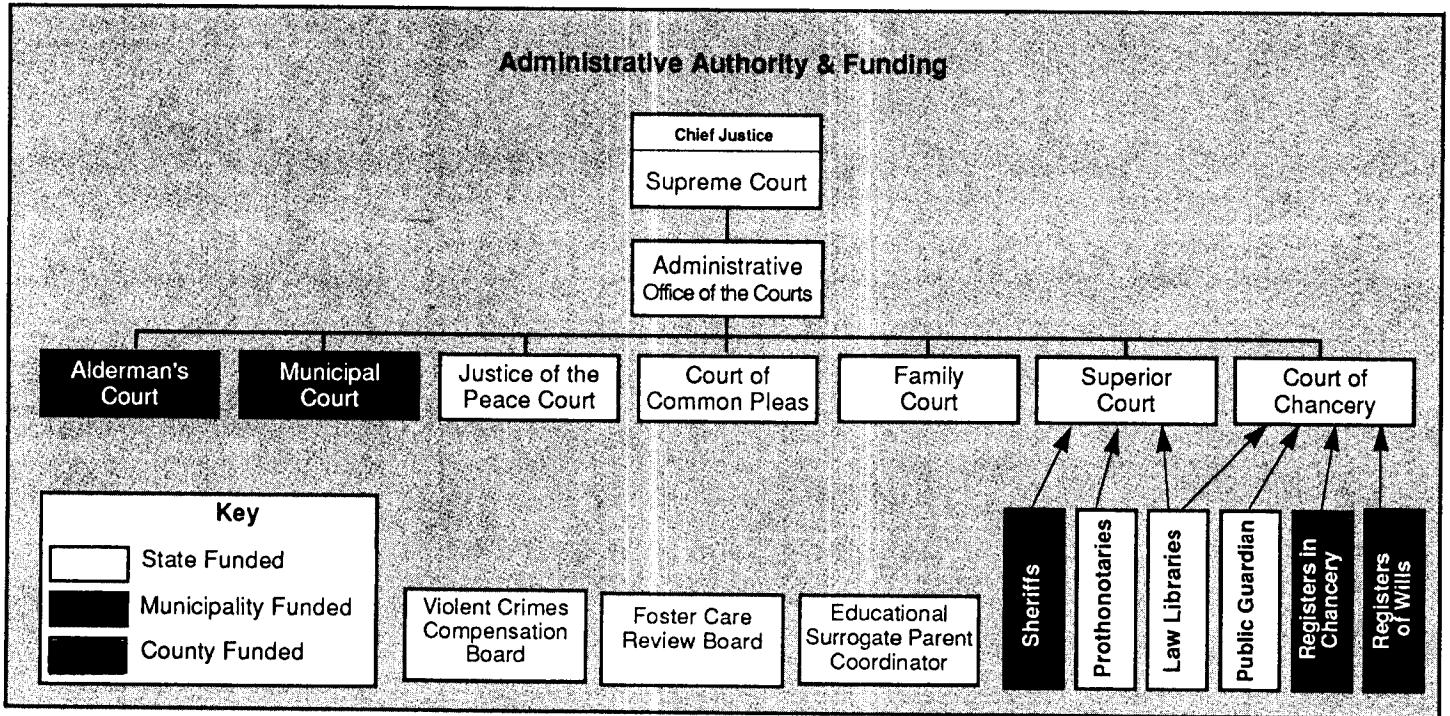 Administrative Authority & Funding
Chief Justice
Supreme Court
Administrative
Office of the Courts
Alderman's
Court
Municipal
Court
Justice of the
Peace Court
Court of
Common Pleas
Family
Court
Superior
Court
Court of
Chancery
Key
State Funded
Municipality Funded
County Funded
Violent Crimes
Compensation
Board
Foster Care
Review Board
Educational
Surrogate Parent
Coordinator
Sheriffs
Prothonotaries
Law Libraries
Public Guardian
Registers in
Chancery
Registers
of Wills